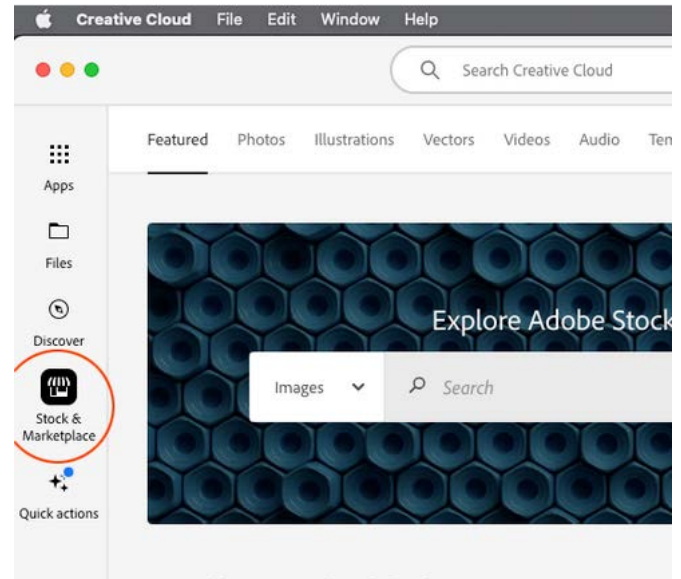 Creative Cloud File Edit Window Help
Search Creative Cloud
Featured Photos Illustrations Vectors Videos Audio
Apps
Files
Discover
Stock &
Marketplace
Quick actions
Explore Adobe Stock
Images Search